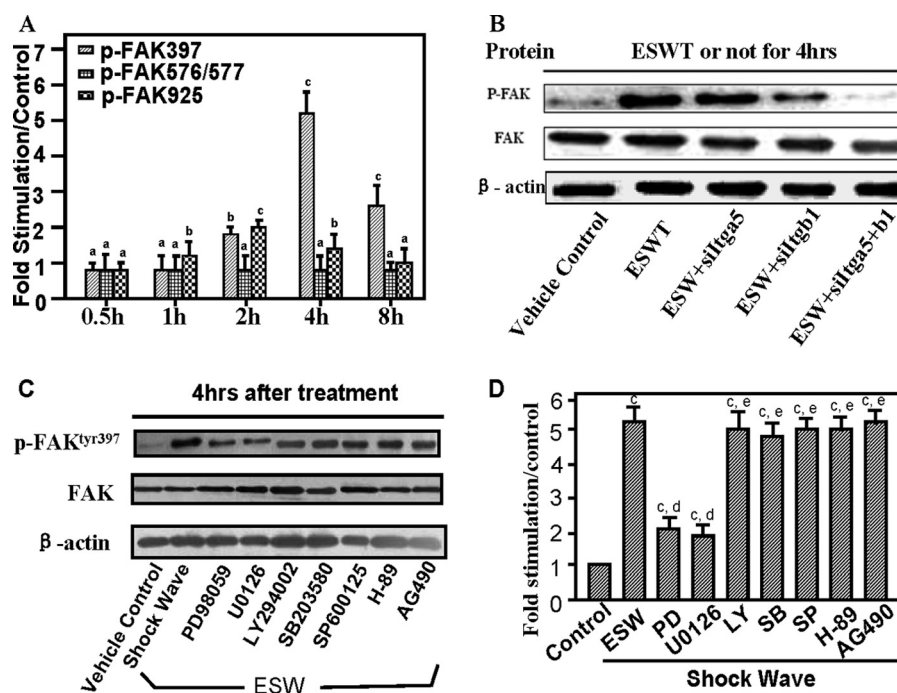 A
Fold Stimulation/Control
7
6
5
4
3
2
1
0
p-FAK397
p-FAK576/577
p-FAK925
a a a
a a b
b a c
c a b
c a a
0.5h 1h 2h 4h 8h
B
Protein ESWT or not for 4hrs
P-FAK
FAK
β - actin
Vehicle Control
ESWT
ESW+siItga5
ESW+siItgb1
ESW+siItga5+b1
C
4hrs after treatment
p-FAKtyr397
FAK
β -actin
Vehicle Control
Shock Wave
PD98059
U0126
LY294002
SB203580
SP600125
H-89
AG490
ESW
D
Fold stimulation/control
6
5
4
2
1
c c, d c, d c, e c, e c, e c, e c, e
Control
ESW
PD
U0126
LY
SB
SP
H-89
AG490
Shock Wave